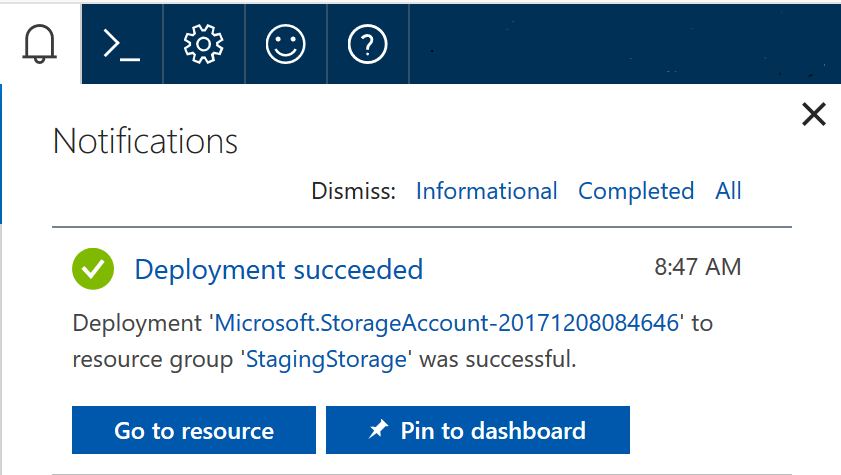 Notifications
Dismiss: Informational Completed All
Deployment succeeded 8:47 AM
Deployment 'Microsoft.StorageAccount-20171208084646' to
resource group 'StagingStorage' was successful.
Go to resource Pin to dashboard